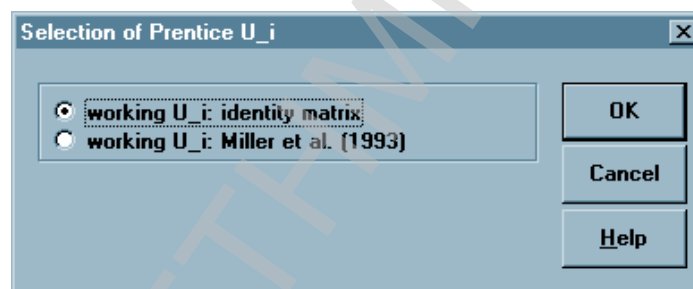 Selection of Prentice U_i
working U_i: identity matrix
working U_i: Miller et al. (1993)
OK
Cancel
Help